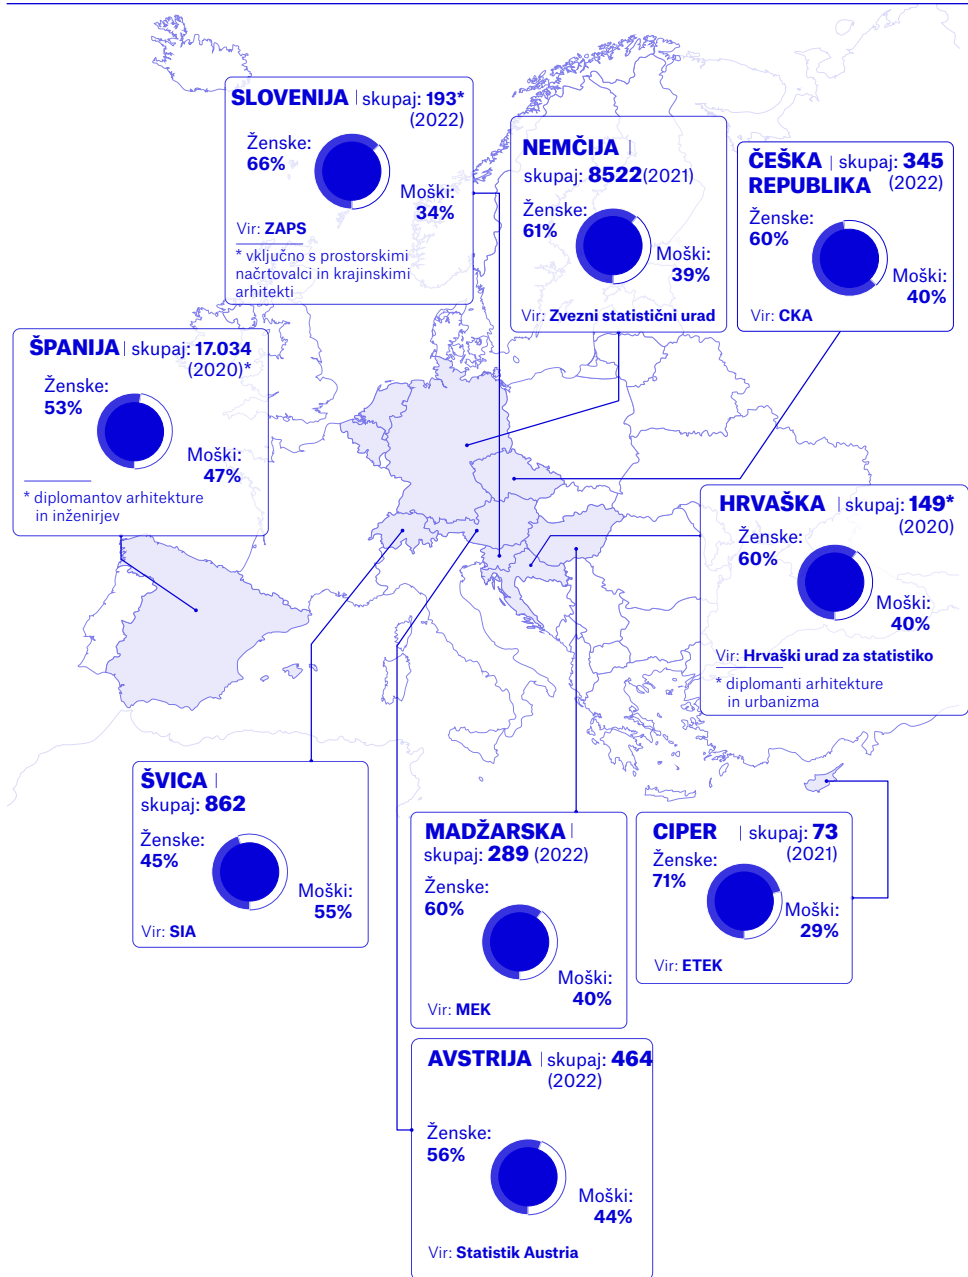 SLOVENIJA | skupaj: 193*
(2022)
Ženske:
66%
Moški:
34%
Vir: ZAPS
* vključno s prostorskimi
načrtovalci in krajinskimi
arhitekti
NEMČIJA |
skupaj: 8522(2021)
Ženske:
61%
Moški:
39%
Vir: Zvezni statistični urad
ČEŠKA | skupaj: 345
REPUBLIKA (2022)
Ženske:
60%
Moški:
40%
Vir: CKA
ŠPANIJA | skupaj: 17.034
(2020)*
Ženske:
53%
Moški:
47%
* diplomantov arhitekture
in inženirjev
HRVAŠKA | skupaj: 149*
(2020)
Ženske:
60%
Moški:
40%
Vir: Hrvaški urad za statistiko
* diplomanti arhitekture
in urbanizma
ŠVICA |
skupaj: 862
Ženske:
45%
Moški:
55%
Vir: SIA
MADŽARSKA |
skupaj: 289 (2022)
Ženske:
60%
Moški:
40%
Vir: MEK
CIPER | skupaj: 73
(2021)
Ženske:
71%
Moški:
29%
Vir: ETEK
AVSTRIJA | skupaj: 464
(2022)
Ženske:
56%
Moški:
44%
Vir: Statistik Austria